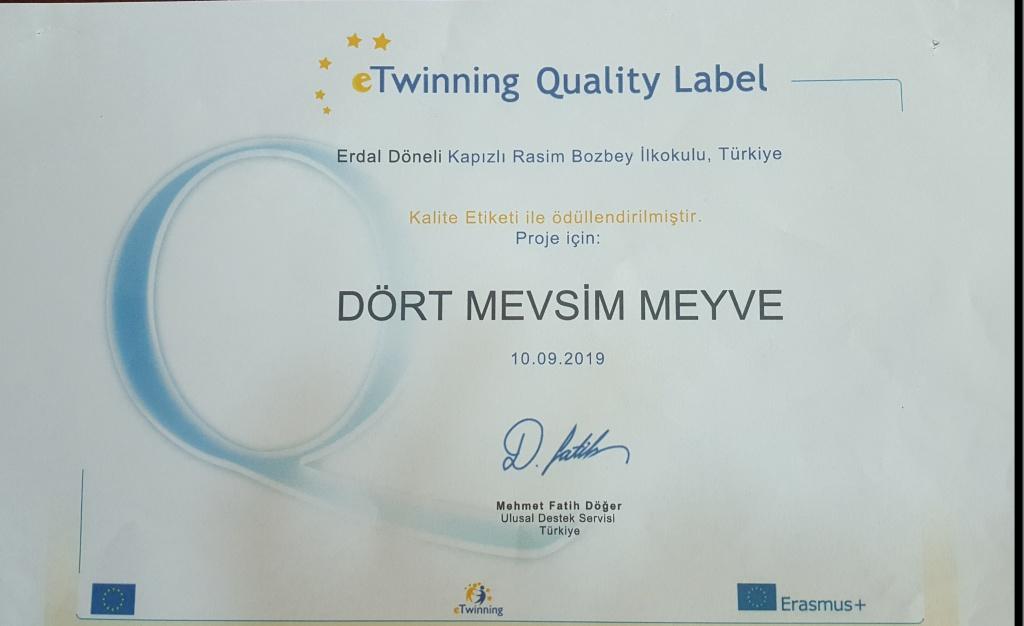 eTwinning Quality Label
Erdal Döneli Kapızlı Rasim Bozbey İlkokulu, Türkiye
Kalite Etiketi ile ödüllendirilmiştir.
Proje için:
DÖRT MEVSİM MEYVE
10.09.2019
D. fatih
Mehmet Fatih Döğer
Ulusal Destek Servisi
Türkiye
eTwinning
Erasmus+